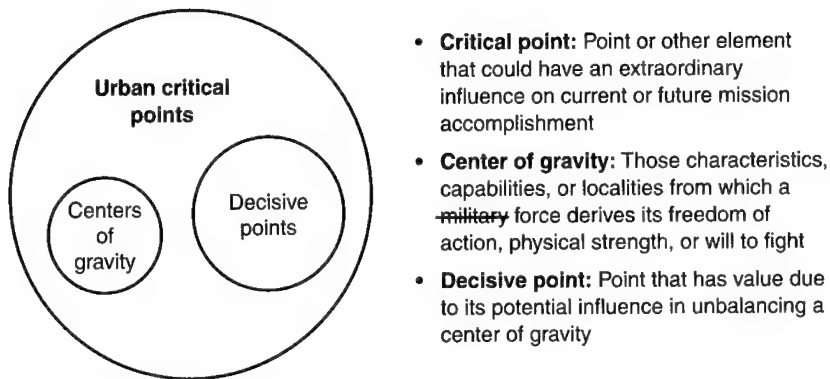 Urban critical
points
Centers
of
gravity
Decisive
points
• Critical point: Point or other element
that could have an extraordinary
influence on current or future mission
accomplishment
• Center of gravity: Those characteristics,
capabilities, or localities from which a
military force derives its freedom of
action, physical strength, or will to fight
• Decisive point: Point that has value due
to its potential influence in unbalancing a
center of gravity